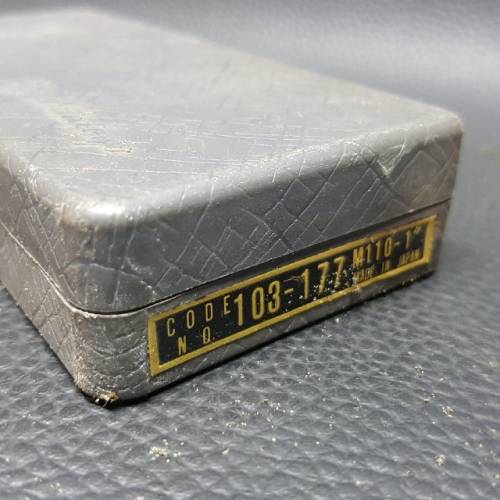 CODE NO. 103-177 M110-1"
MADE IN JAPAN